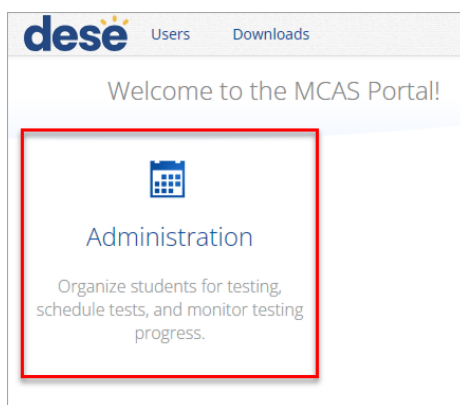 dese Users Downloads
Welcome to the MCAS Portal!
Administration
Organize students for testing,
schedule tests, and monitor testing
progress.